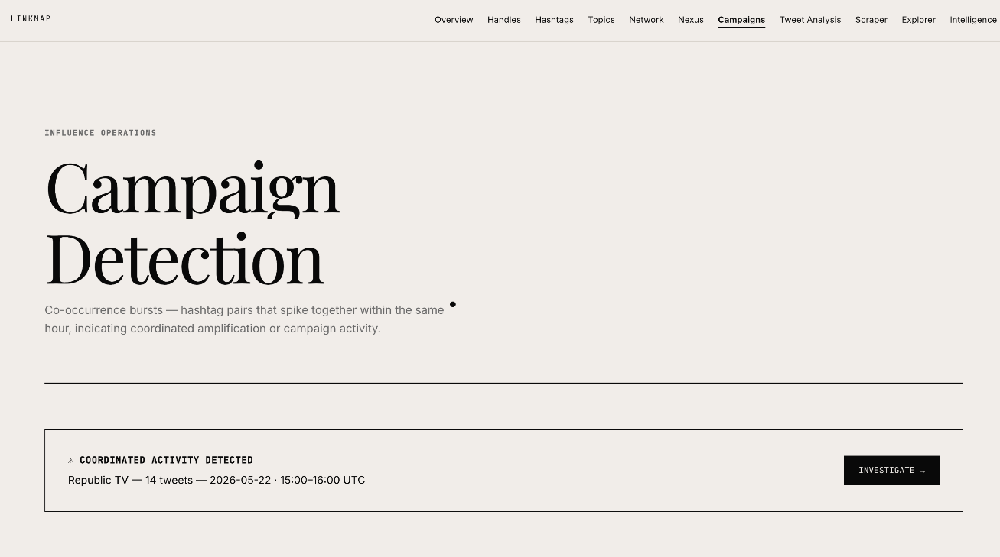 LINKMAP
Overview Handles Hashtags Topics Network Nexus Campaigns Tweet Analysis Scraper Explorer Intelligence
INFLUENCE OPERATIONS
Campaign
Detection
Co-occurrence bursts — hashtag pairs that spike together within the same
hour, indicating coordinated amplification or campaign activity.
⚠ COORDINATED ACTIVITY DETECTED
Republic TV — 14 tweets — 2026-05-22 · 15:00–16:00 UTC
INVESTIGATE →